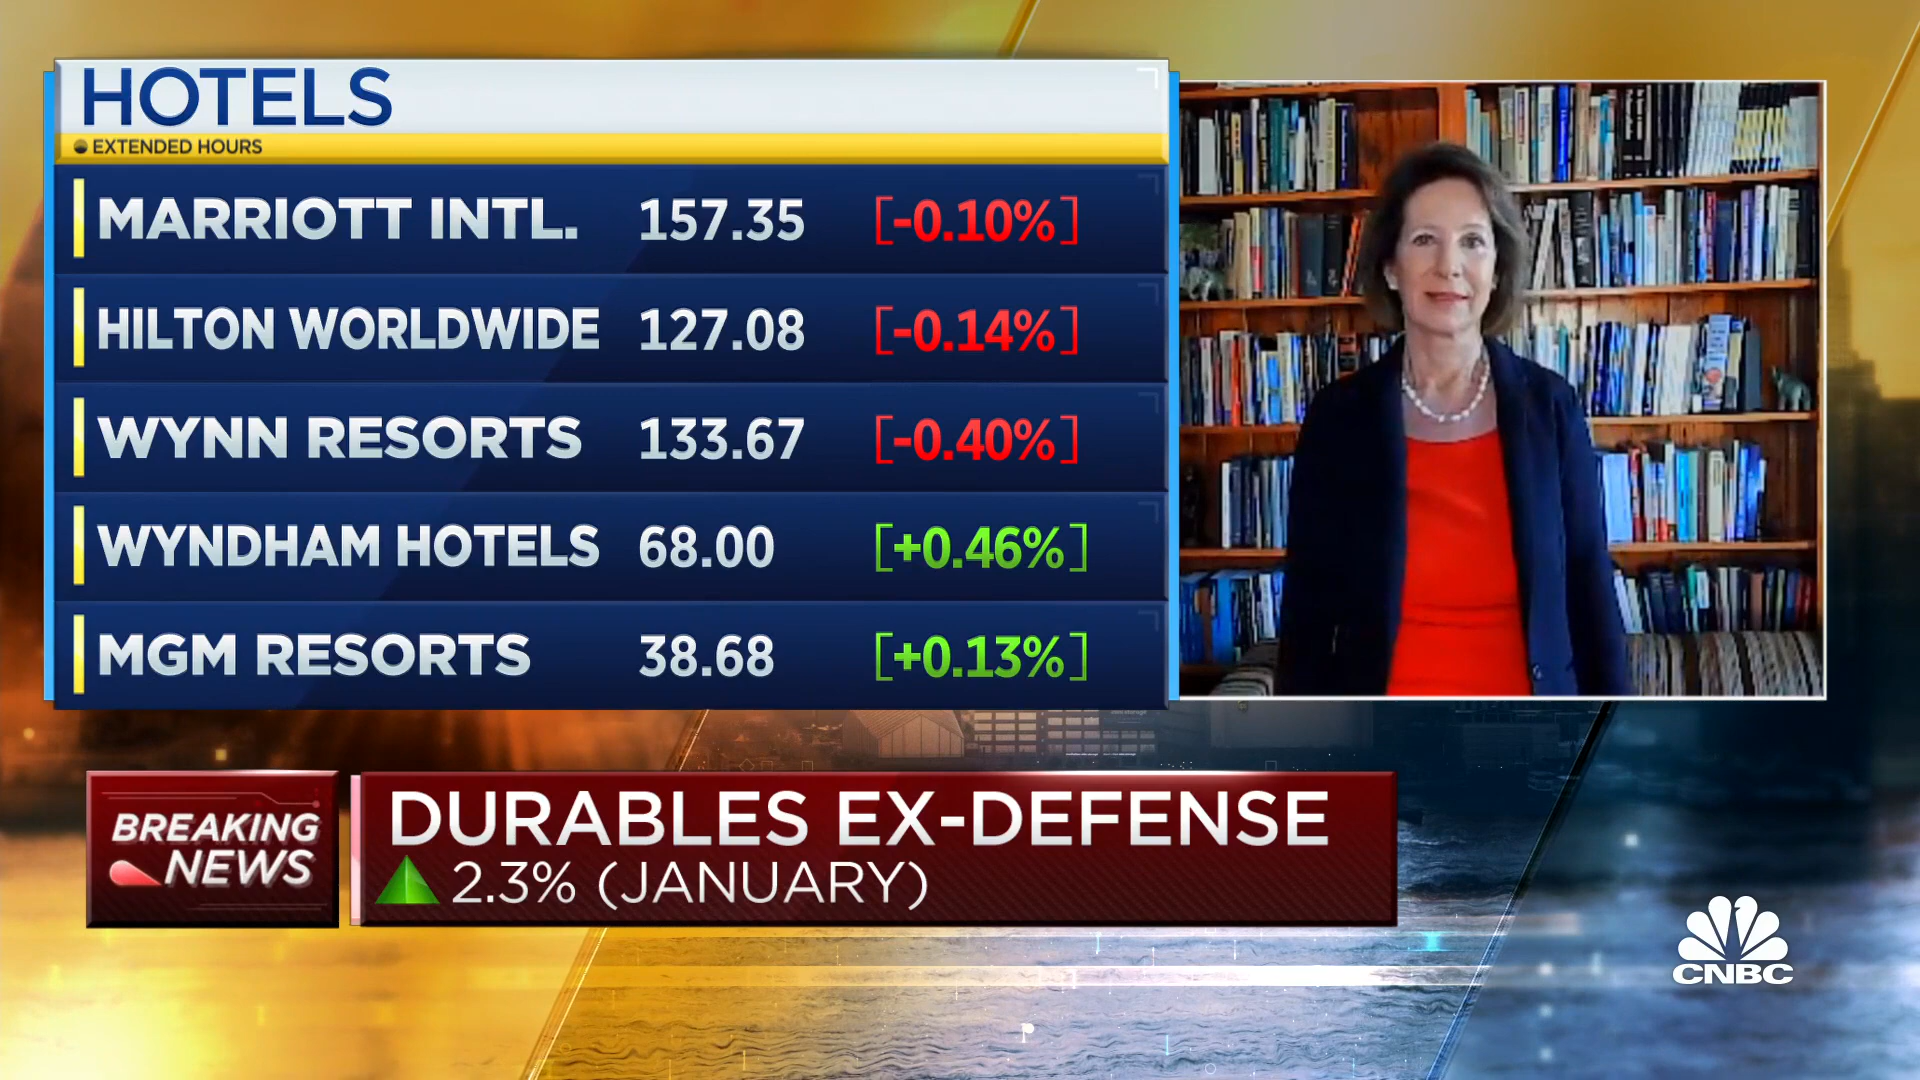 HOTELS
EXTENDED HOURS
MARRIOTT INTL. 157.35 [-0.10%]
HILTON WORLDWIDE 127.08 [-0.14%]
WYNN RESORTS 133.67 [-0.40%]
WYNDHAM HOTELS 68.00 [+0.46%]
MGM RESORTS 38.68 [+0.13%]
BREAKING
NEWS
DURABLES EX-DEFENSE
2.3% (JANUARY)
CNBC